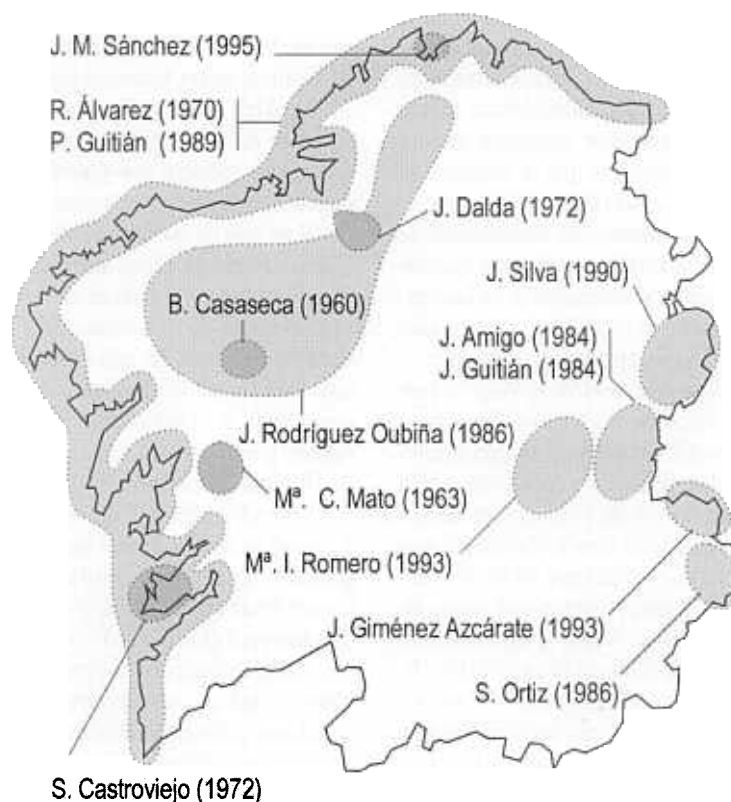 J. M. Sánchez (1995)
R. Álvarez (1970)
P. Guitián (1989)
J. Dalda (1972)
J. Silva (1990)
B. Casaseca (1960)
J. Amigo (1984)
J. Guitián (1984)
J. Rodríguez Oubiña (1986)
Mª. C. Mato (1963)
Mª. I. Romero (1993)
J. Giménez Azcárate (1993)
S. Ortiz (1986)
S. Castroviejo (1972)